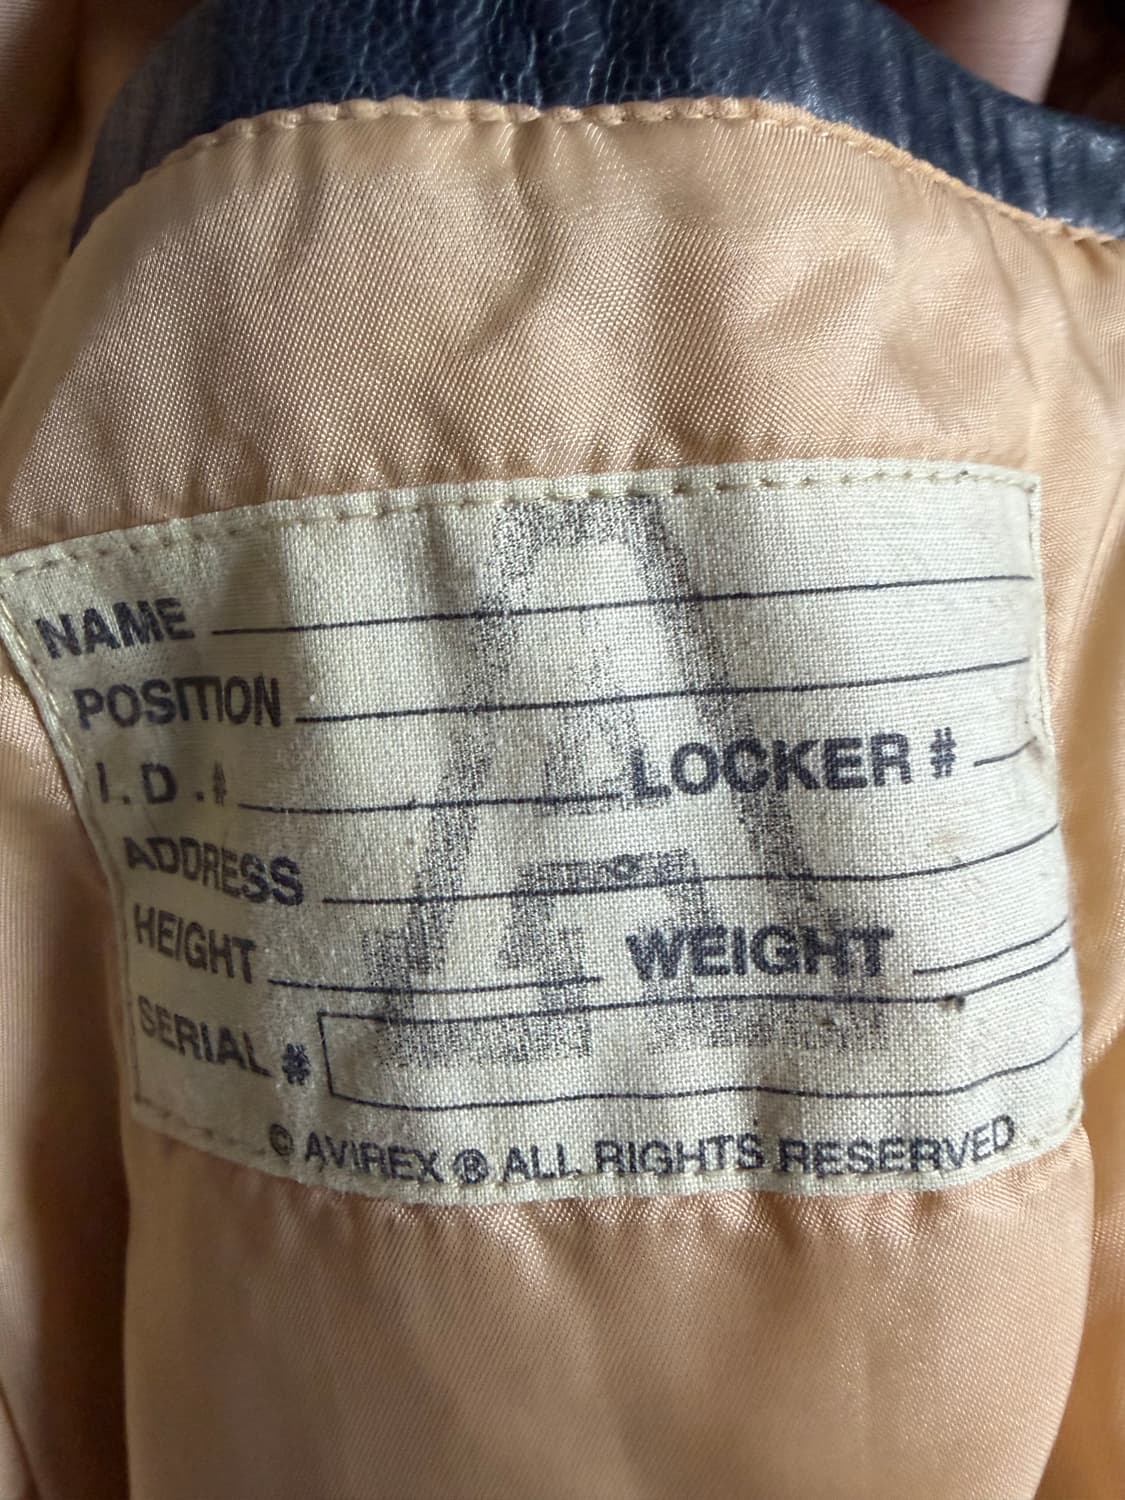 NAME
POSITION
I.D.# LOCKER #
ADDRESS
HEIGHT WEIGHT
SERIAL #
© AVIREX ® ALL RIGHTS RESERVED
A